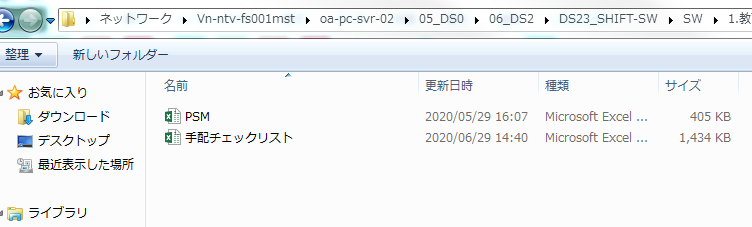 ネットワーク ▸ Vn-ntv-fs001mst ▸ oa-pc-svr-02 ▸ 05_DS0 ▸ 06_DS2 ▸ DS23_SHIFT-SW ▸ SW ▸ 1.教
整理 ▼ 新しいフォルダー
お気に入り
ダウンロード
デスクトップ
最近表示した場所
ライブラリ
名前 更新日時 種類 サイズ
PSM 2020/05/29 16:07 Microsoft Excel ... 405 KB
手配チェックリスト 2020/06/29 14:40 Microsoft Excel ... 1,434 KB